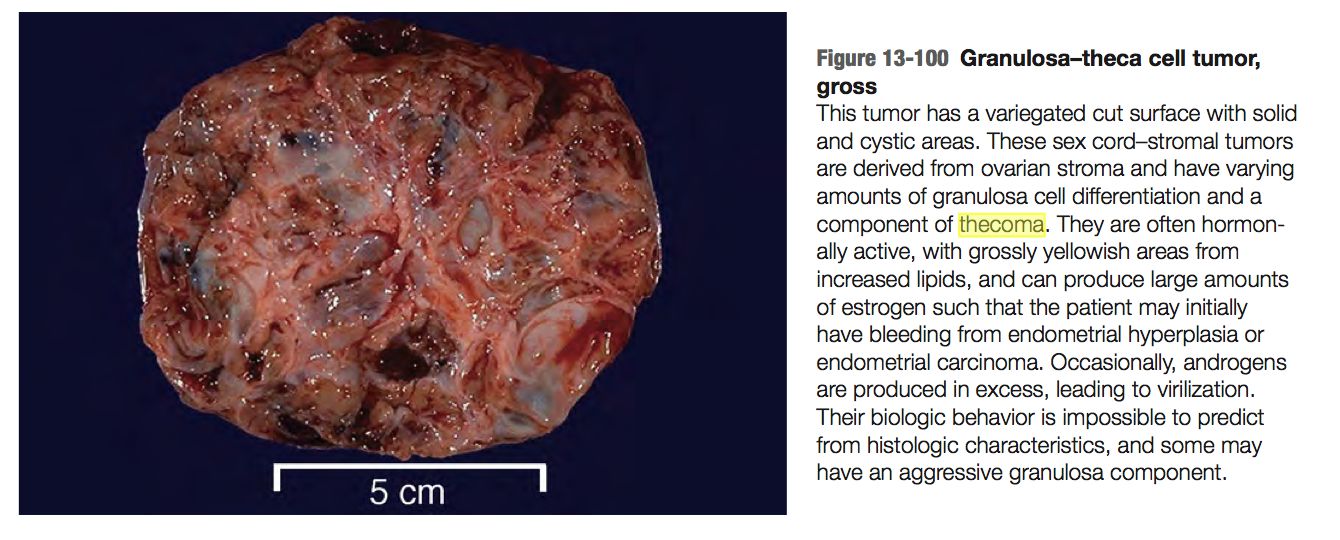 Figure 13-100 Granulosa–theca cell tumor,
gross
This tumor has a variegated cut surface with solid
and cystic areas. These sex cord–stromal tumors
are derived from ovarian stroma and have varying
amounts of granulosa cell differentiation and a
component of thecoma. They are often hormon-
ally active, with grossly yellowish areas from
increased lipids, and can produce large amounts
of estrogen such that the patient may initially
have bleeding from endometrial hyperplasia or
endometrial carcinoma. Occasionally, androgens
are produced in excess, leading to virilization.
Their biologic behavior is impossible to predict
from histologic characteristics, and some may
have an aggressive granulosa component.
5 cm